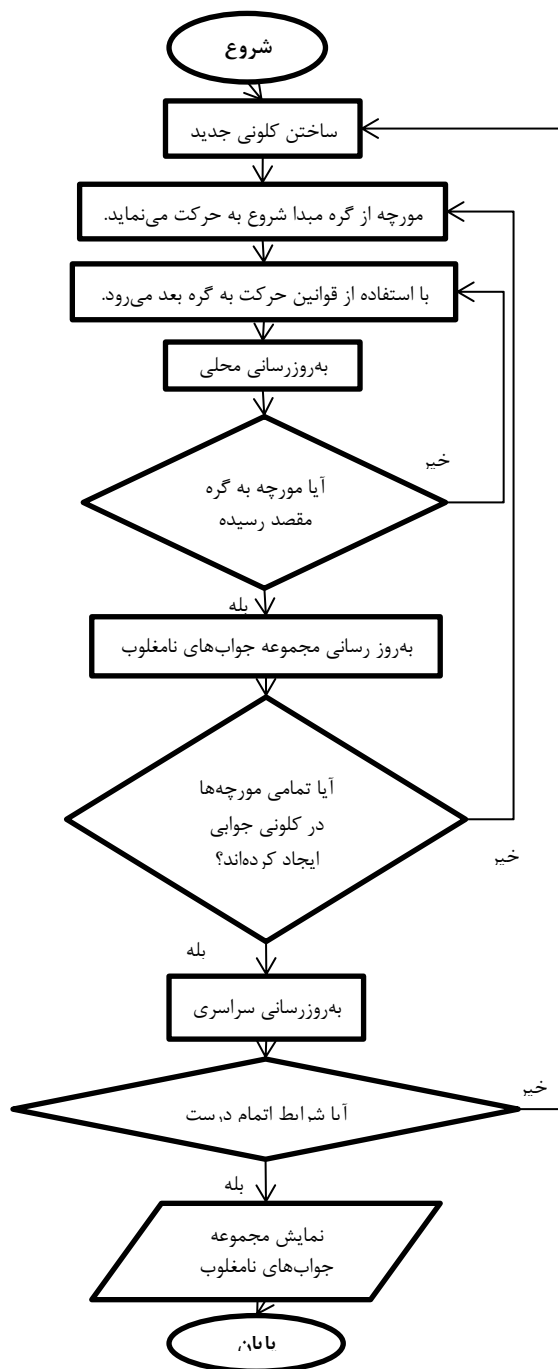 شروع
ساختن کلونی جدید
مورچه از گره مبدا شروع به حرکت می‌نماید.
با استفاده از قوانین حرکت به گره بعد می‌رود.
به‌روزرسانی محلی
خیر
آیا مورچه به گره
مقصد رسیده
بله
به‌روز رسانی مجموعه جواب‌های نامغلوب
آیا تمامی مورچه‌ها
در کلونی جوابی
ایجاد کرده‌اند؟
خیر
بله
به‌روزرسانی سراسری
خیر
آیا شرایط اتمام درست
بله
نمایش مجموعه
جواب‌های نامغلوب
پایان